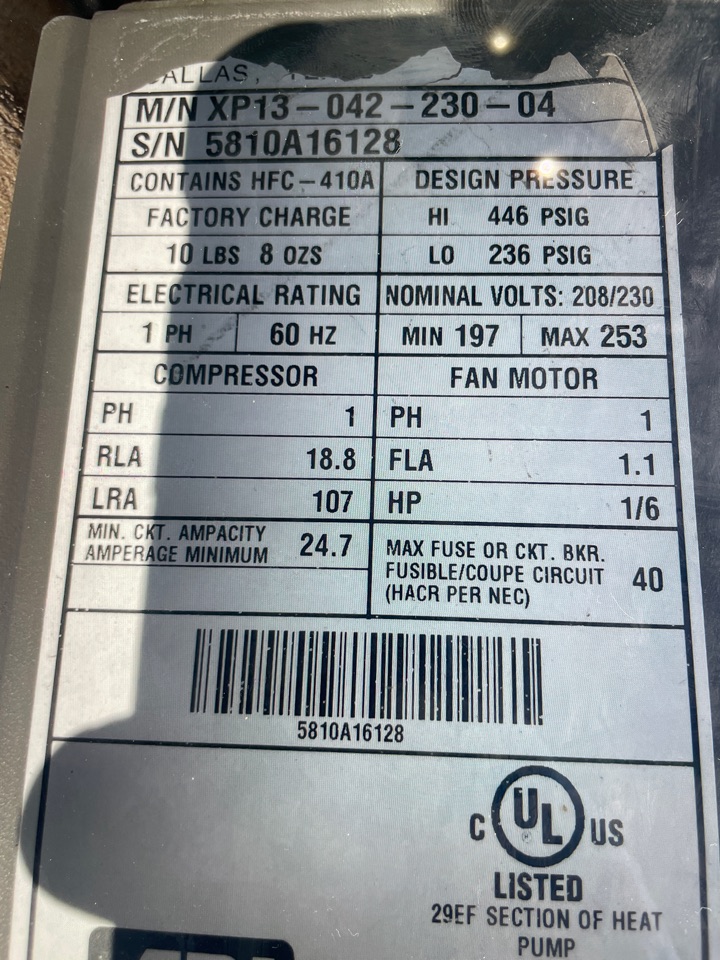 DALLAS,
M/N XP13-042-230-04
S/N 5810A16128
CONTAINS HFC-410A DESIGN PRESSURE
FACTORY CHARGE HI 446 PSIG
10 LBS 8 OZS LO 236 PSIG
ELECTRICAL RATING NOMINAL VOLTS: 208/230
1 PH 60 HZ MIN 197 MAX 253
COMPRESSOR FAN MOTOR
PH 1 PH 1
RLA 18.8 FLA 1.1
LRA 107 HP 1/6
MIN. CKT. AMPACITY
AMPERAGE MINIMUM 24.7
MAX FUSE OR CKT. BKR.
FUSIBLE/COUPE CIRCUIT 40
(HACR PER NEC)
5810A16128
C UL US
LISTED
29EF SECTION OF HEAT
PUMP